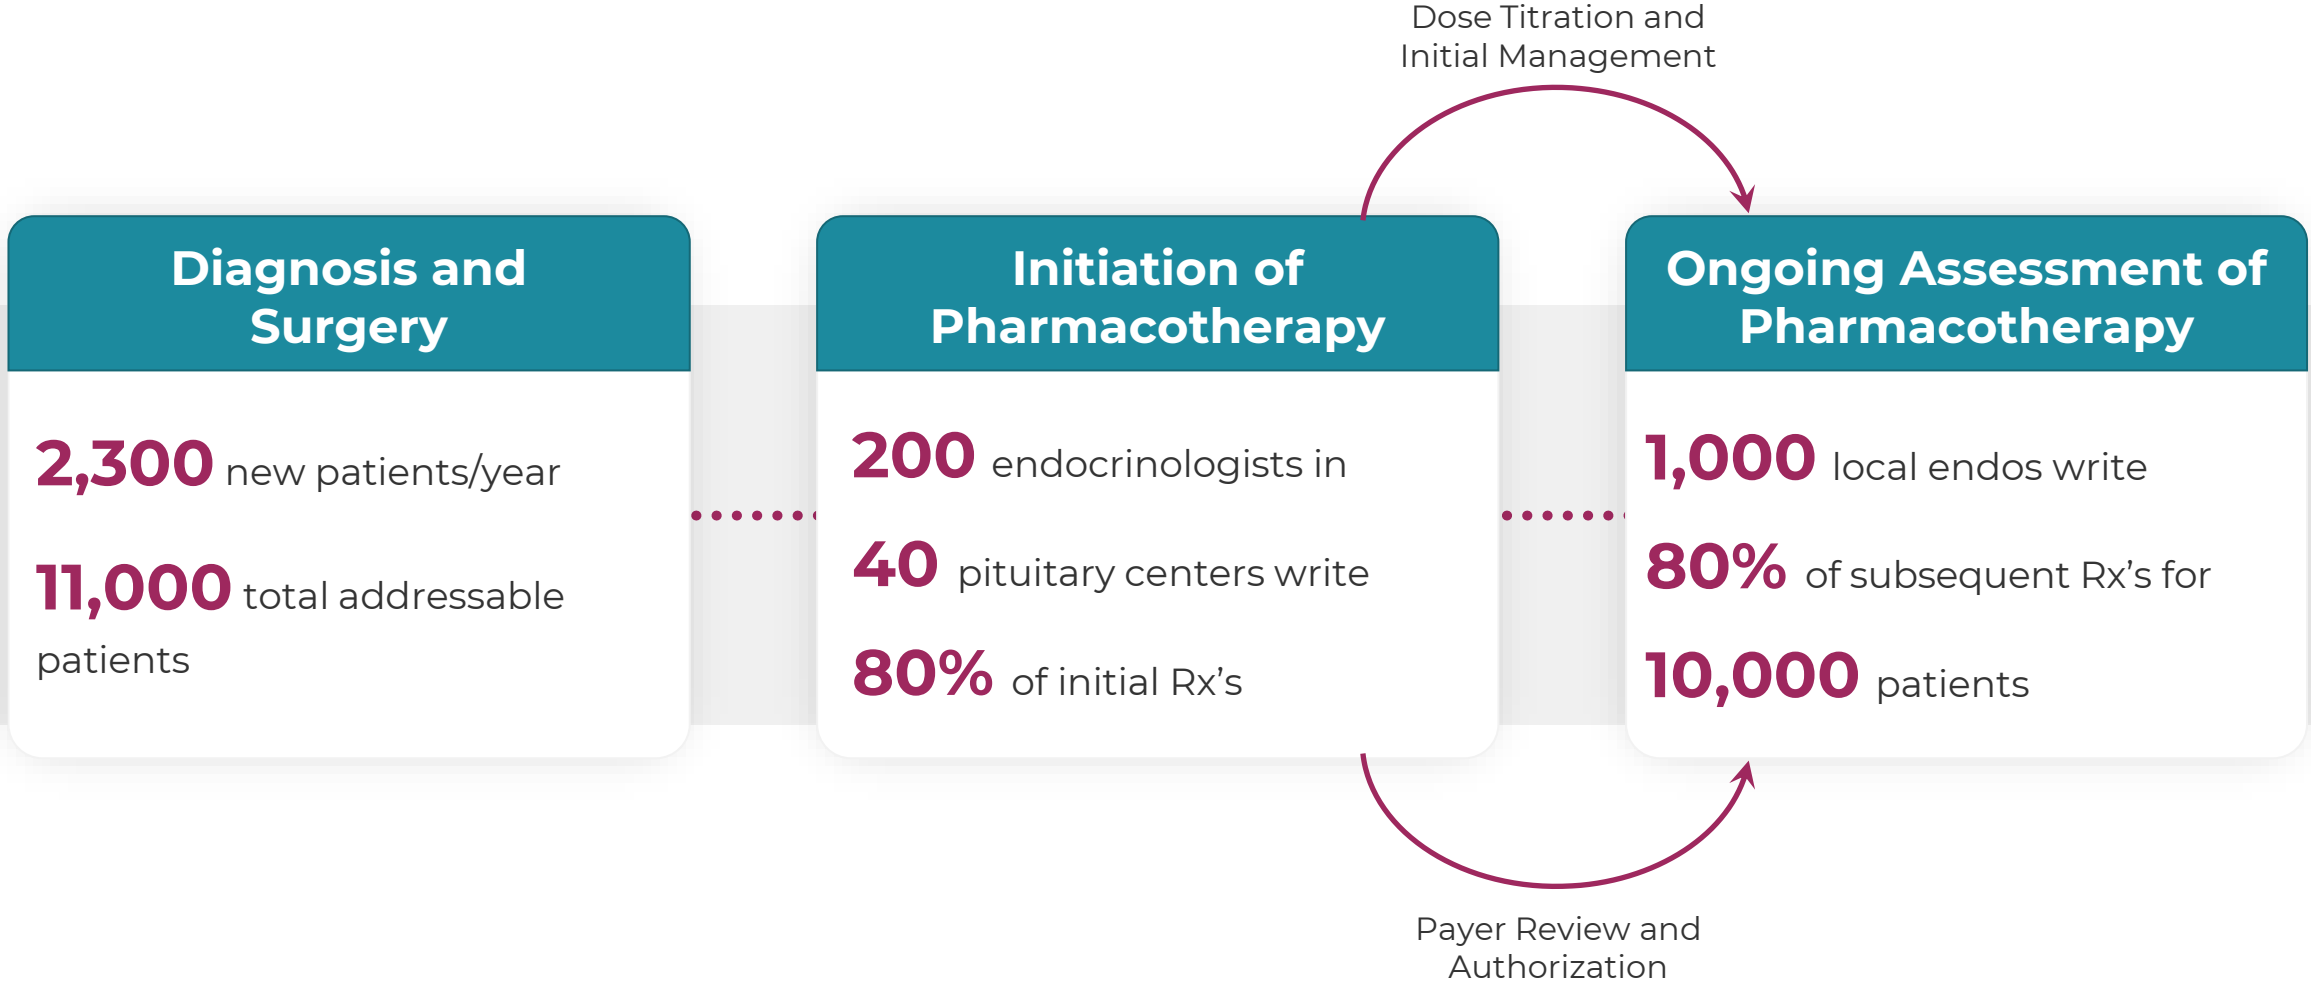 Dose Titration and
Initial Management
Diagnosis and
Surgery
2,300 new patients/year
11,000 total addressable
patients
Initiation of
Pharmacotherapy
200 endocrinologists in
40 pituitary centers write
80% of initial Rx’s
Ongoing Assessment of
Pharmacotherapy
1,000 local endos write
80% of subsequent Rx’s for
10,000 patients
Payer Review and
Authorization